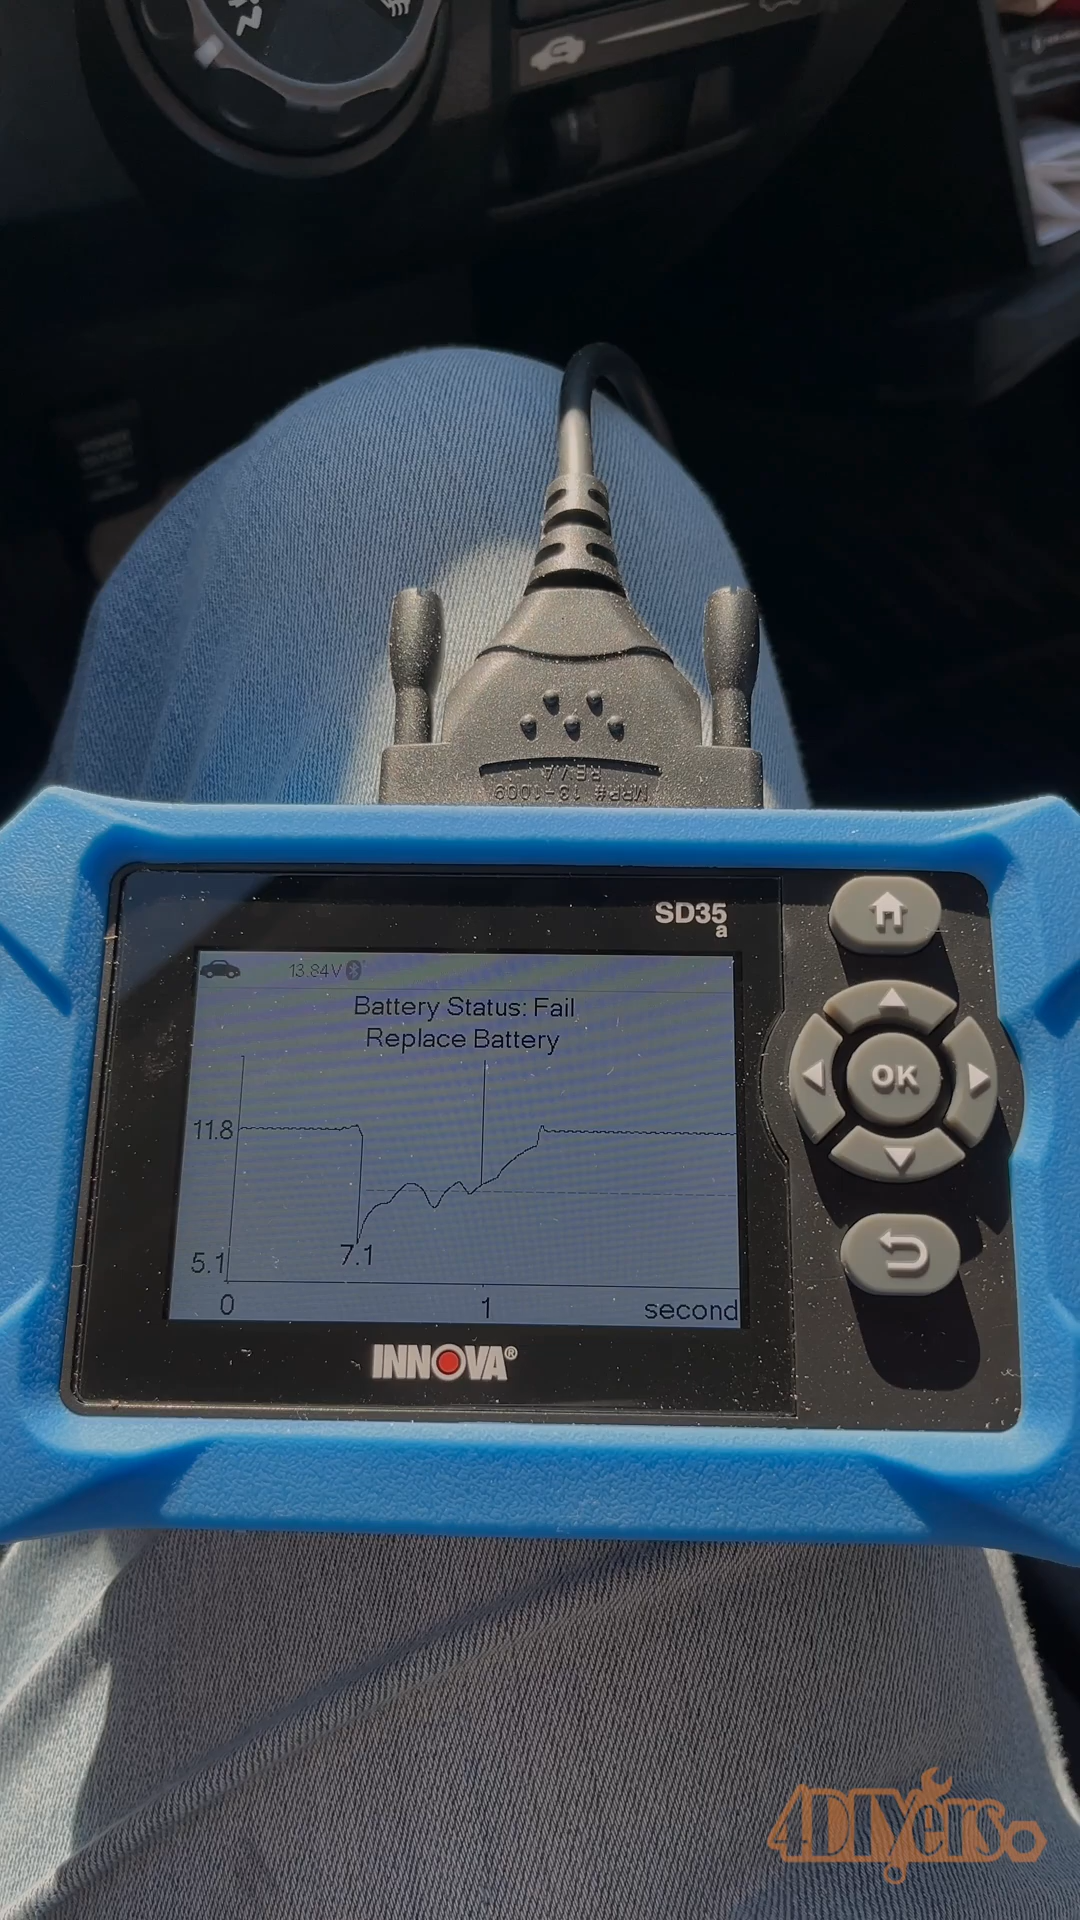 MRP# 13-1009
REV.A
SD35
a
13.84V
Battery Status: Fail
Replace Battery
11.8
7.1
5.1
0 1 second
INNOVA®
OK
4DIYers